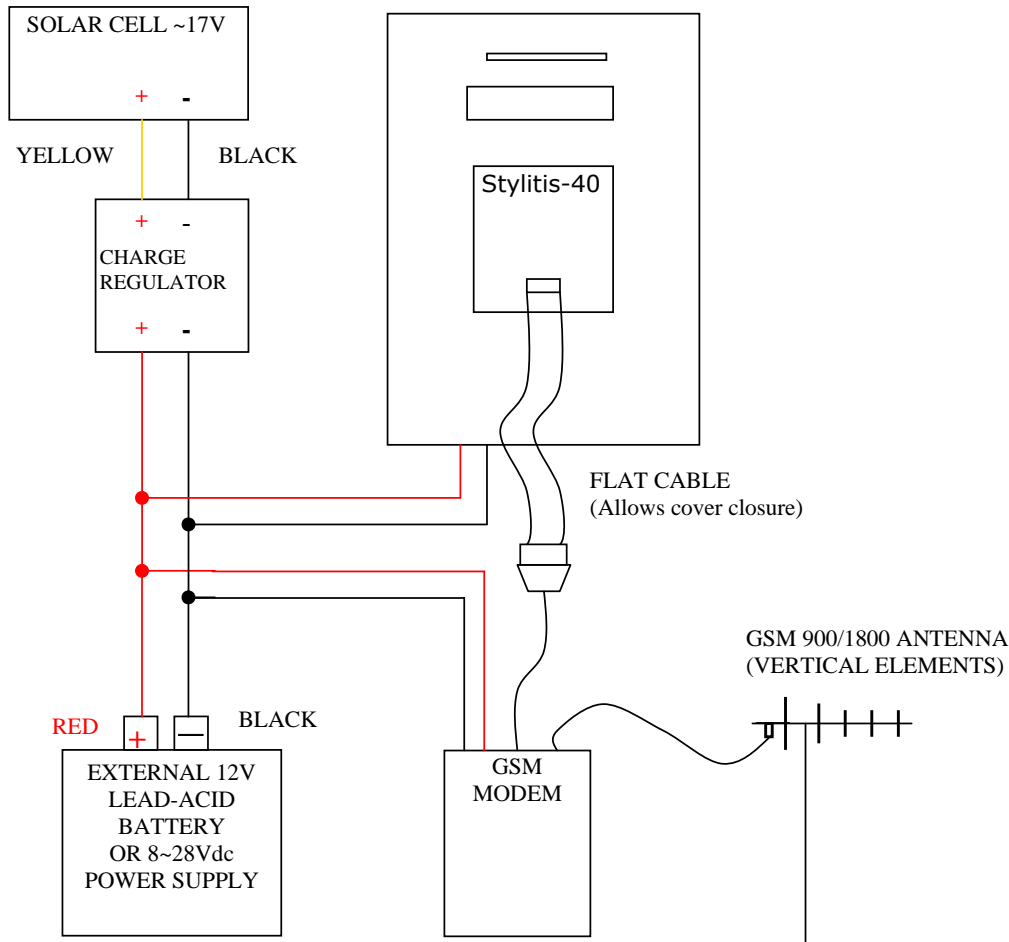 SOLAR CELL ~17V
+ -
YELLOW
BLACK
+ -
CHARGE
REGULATOR
+ -
Stylitis-40
FLAT CABLE
(Allows cover closure)
GSM 900/1800 ANTENNA
(VERTICAL ELEMENTS)
RED
+ —
BLACK
EXTERNAL 12V
LEAD-ACID
BATTERY
OR 8~28Vdc
POWER SUPPLY
GSM
MODEM